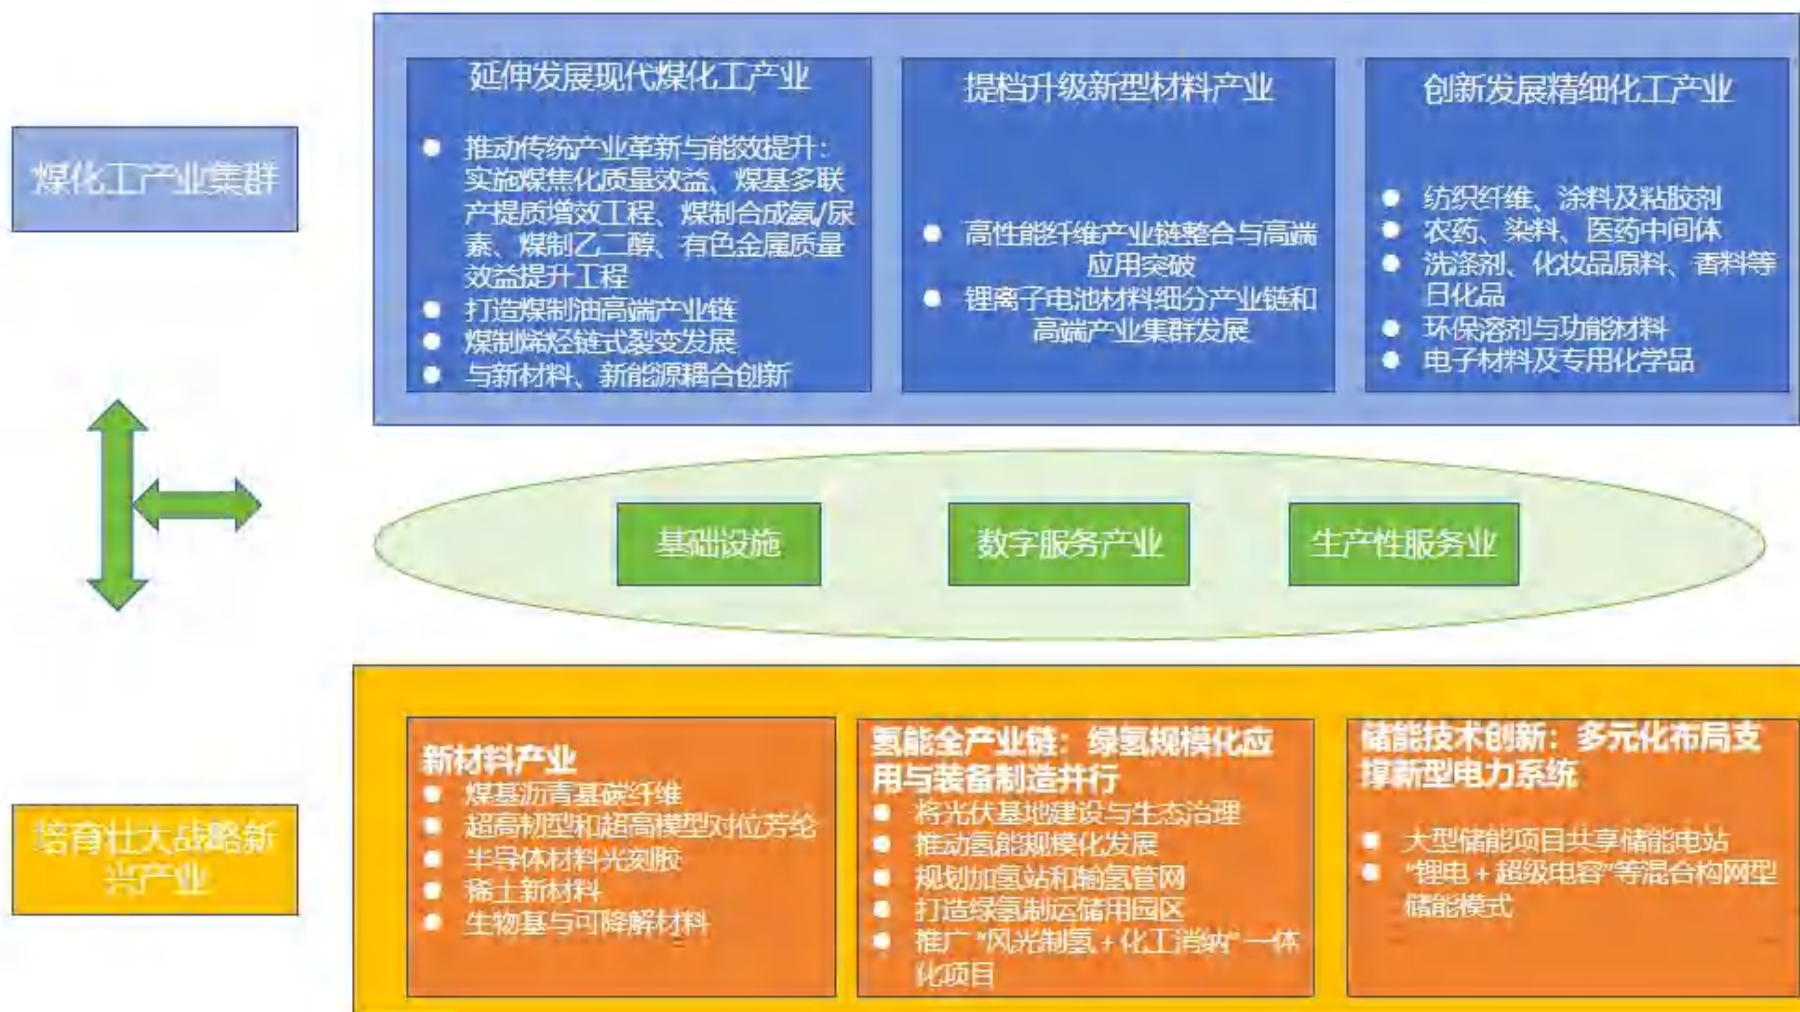 煤化工产业集群
延伸发展现代煤化工产业
推动传统产业革新与能效提升：
实施煤焦化质量效益、煤基多联
产提质增效工程、煤制合成氨/尿
素、煤制乙二醇、有色金属质量
效益提升工程
打造煤制油高端产业链
煤制烯烃链式裂变发展
与新材料、新能源耦合创新
提档升级新型材料产业
高性能纤维产业链整合与高端
应用突破
锂离子电池材料细分产业链和
高端产业集群发展
创新发展精细化工产业
纺织纤维、涂料及粘胶剂
农药、染料、医药中间体
洗涤剂、化妆品原料、香料等
日化品
环保溶剂与功能材料
电子材料及专用化学品
基础设施
数字服务产业
生产性服务业
培育壮大战略新
兴产业
新材料产业
煤基沥青基碳纤维
超高韧型和超高模型对位芳纶
半导体材料光刻胶
稀土新材料
生物基与可降解材料
氢能全产业链：绿氢规模化应
用与装备制造并行
将光伏基地建设与生态治理
推动氢能规模化发展
规划加氢站和输氢管网
打造绿氢制运储用园区
推广“风光制氢+化工消纳”一体
化项目
储能技术创新：多元化布局支
撑新型电力系统
大型储能项目共享储能电站
“锂电+超级电容”等混合构网型
储能模式